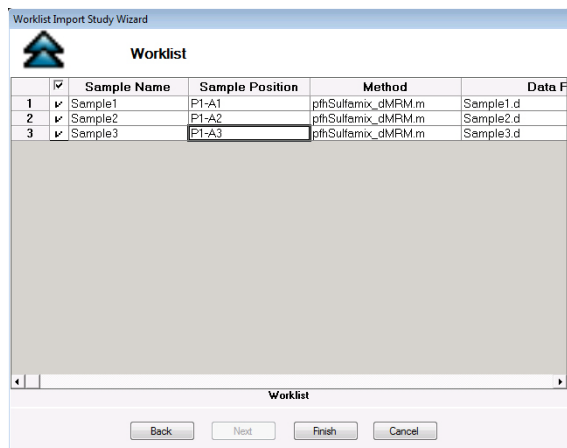 Worklist Import Study Wizard
Worklist
Sample Name Sample Position Method Data F
1 Sample1 P1-A1 pfhSulfamix_dMRM.m Sample1.d
2 Sample2 P1-A2 pfhSulfamix_dMRM.m Sample2.d
3 Sample3 P1-A3 pfhSulfamix_dMRM.m Sample3.d
Worklist
Back Next Finish Cancel